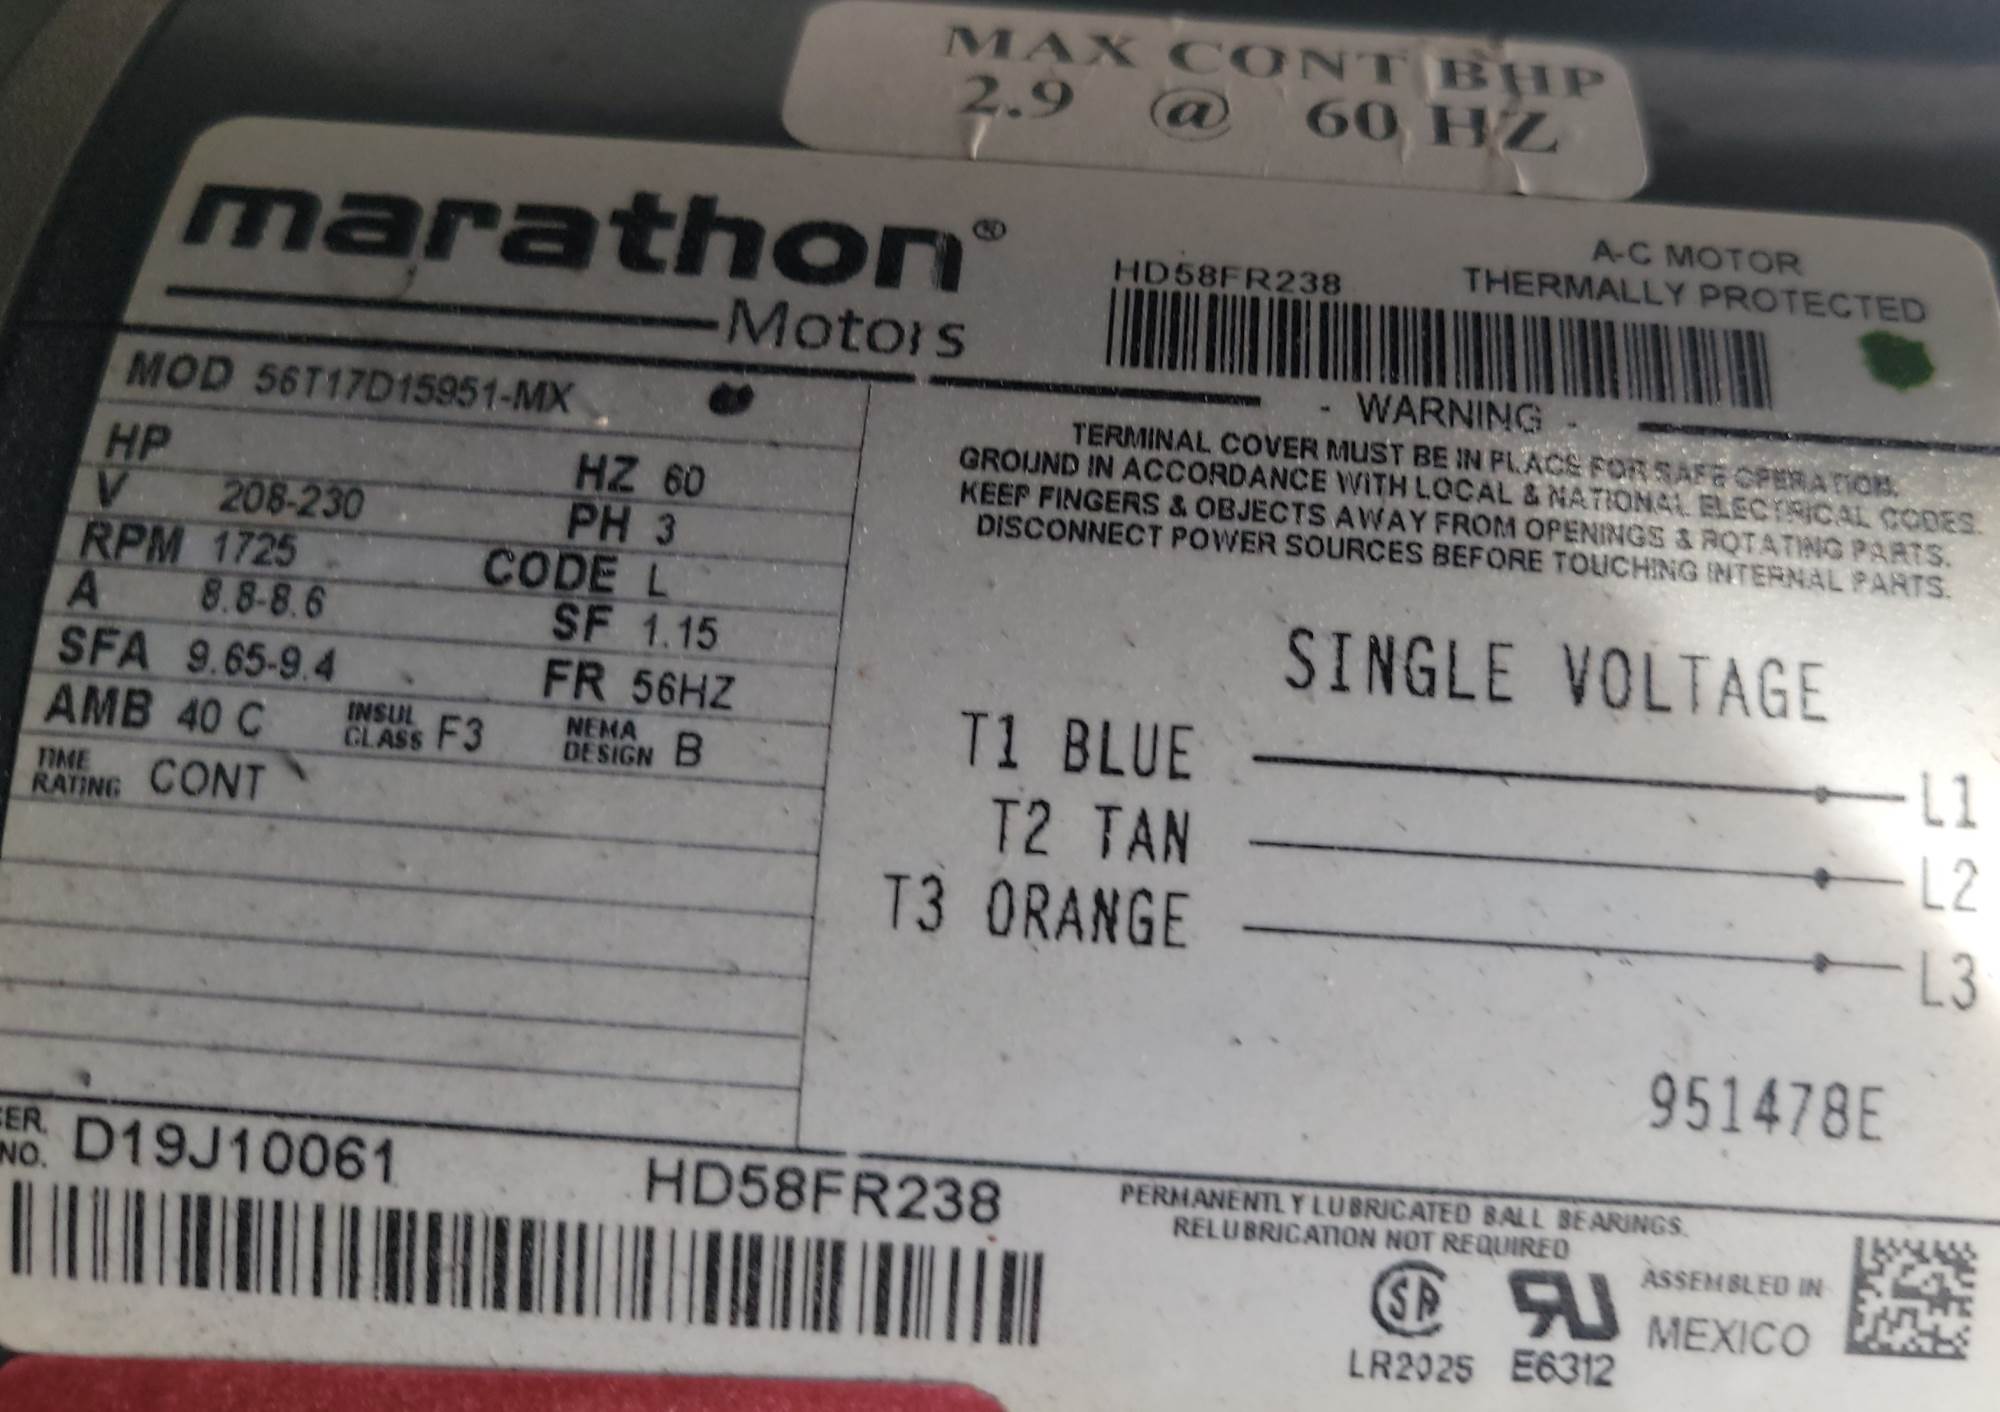 MAX CONT BHP
2.9 @ 60 HZ
marathon®
Motors
HD58FR238
A-C MOTOR
THERMALLY PROTECTED
MOD 56T17D15951-MX
HP HZ 60
V 208-230 PH 3
RPM 1725 CODE L
A 8.8-8.6 SF 1.15
SFA 9.65-9.4 FR 56HZ
AMB 40 C INSUL CLASS F3 NEMA DESIGN B
TIME RATING CONT
- WARNING -
TERMINAL COVER MUST BE IN PLACE FOR SAFE OPERATION.
GROUND IN ACCORDANCE WITH LOCAL & NATIONAL ELECTRICAL CODES.
KEEP FINGERS & OBJECTS AWAY FROM OPENINGS & ROTATING PARTS.
DISCONNECT POWER SOURCES BEFORE TOUCHING INTERNAL PARTS.
SINGLE VOLTAGE
T1 BLUE L1
T2 TAN L2
T3 ORANGE L3
951478E
SER. NO. D19J10061 HD58FR238
PERMANENTLY LUBRICATED BALL BEARINGS.
RELUBRICATION NOT REQUIRED
LR2025 E6312
ASSEMBLED IN
MEXICO